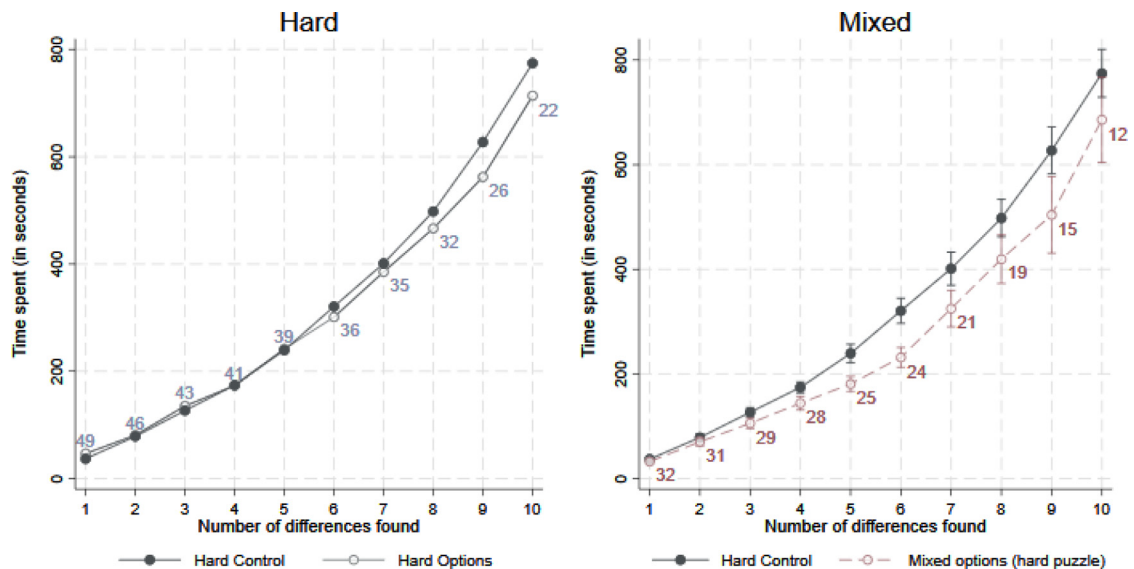 Hard
Time spent (in seconds)
800
600
400
200
0
49
46
43
41
39
36
35
32
26
22
1 2 3 4 5 6 7 8 9 10
Number of differences found
Hard Control
Hard Options
Mixed
Time spent (in seconds)
800
600
400
200
0
32
31
29
28
25
24
21
19
15
12
1 2 3 4 5 6 7 8 9 10
Number of differences found
Hard Control
Mixed options (hard puzzle)